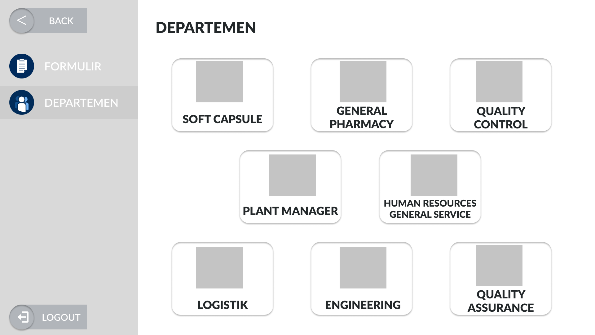 < BACK
FORMULIR
DEPARTEMEN
LOGOUT
DEPARTEMEN
SOFT CAPSULE
GENERAL
PHARMACY
QUALITY
CONTROL
PLANT MANAGER
HUMAN RESOURCES
GENERAL SERVICE
LOGISTIK
ENGINEERING
QUALITY
ASSURANCE